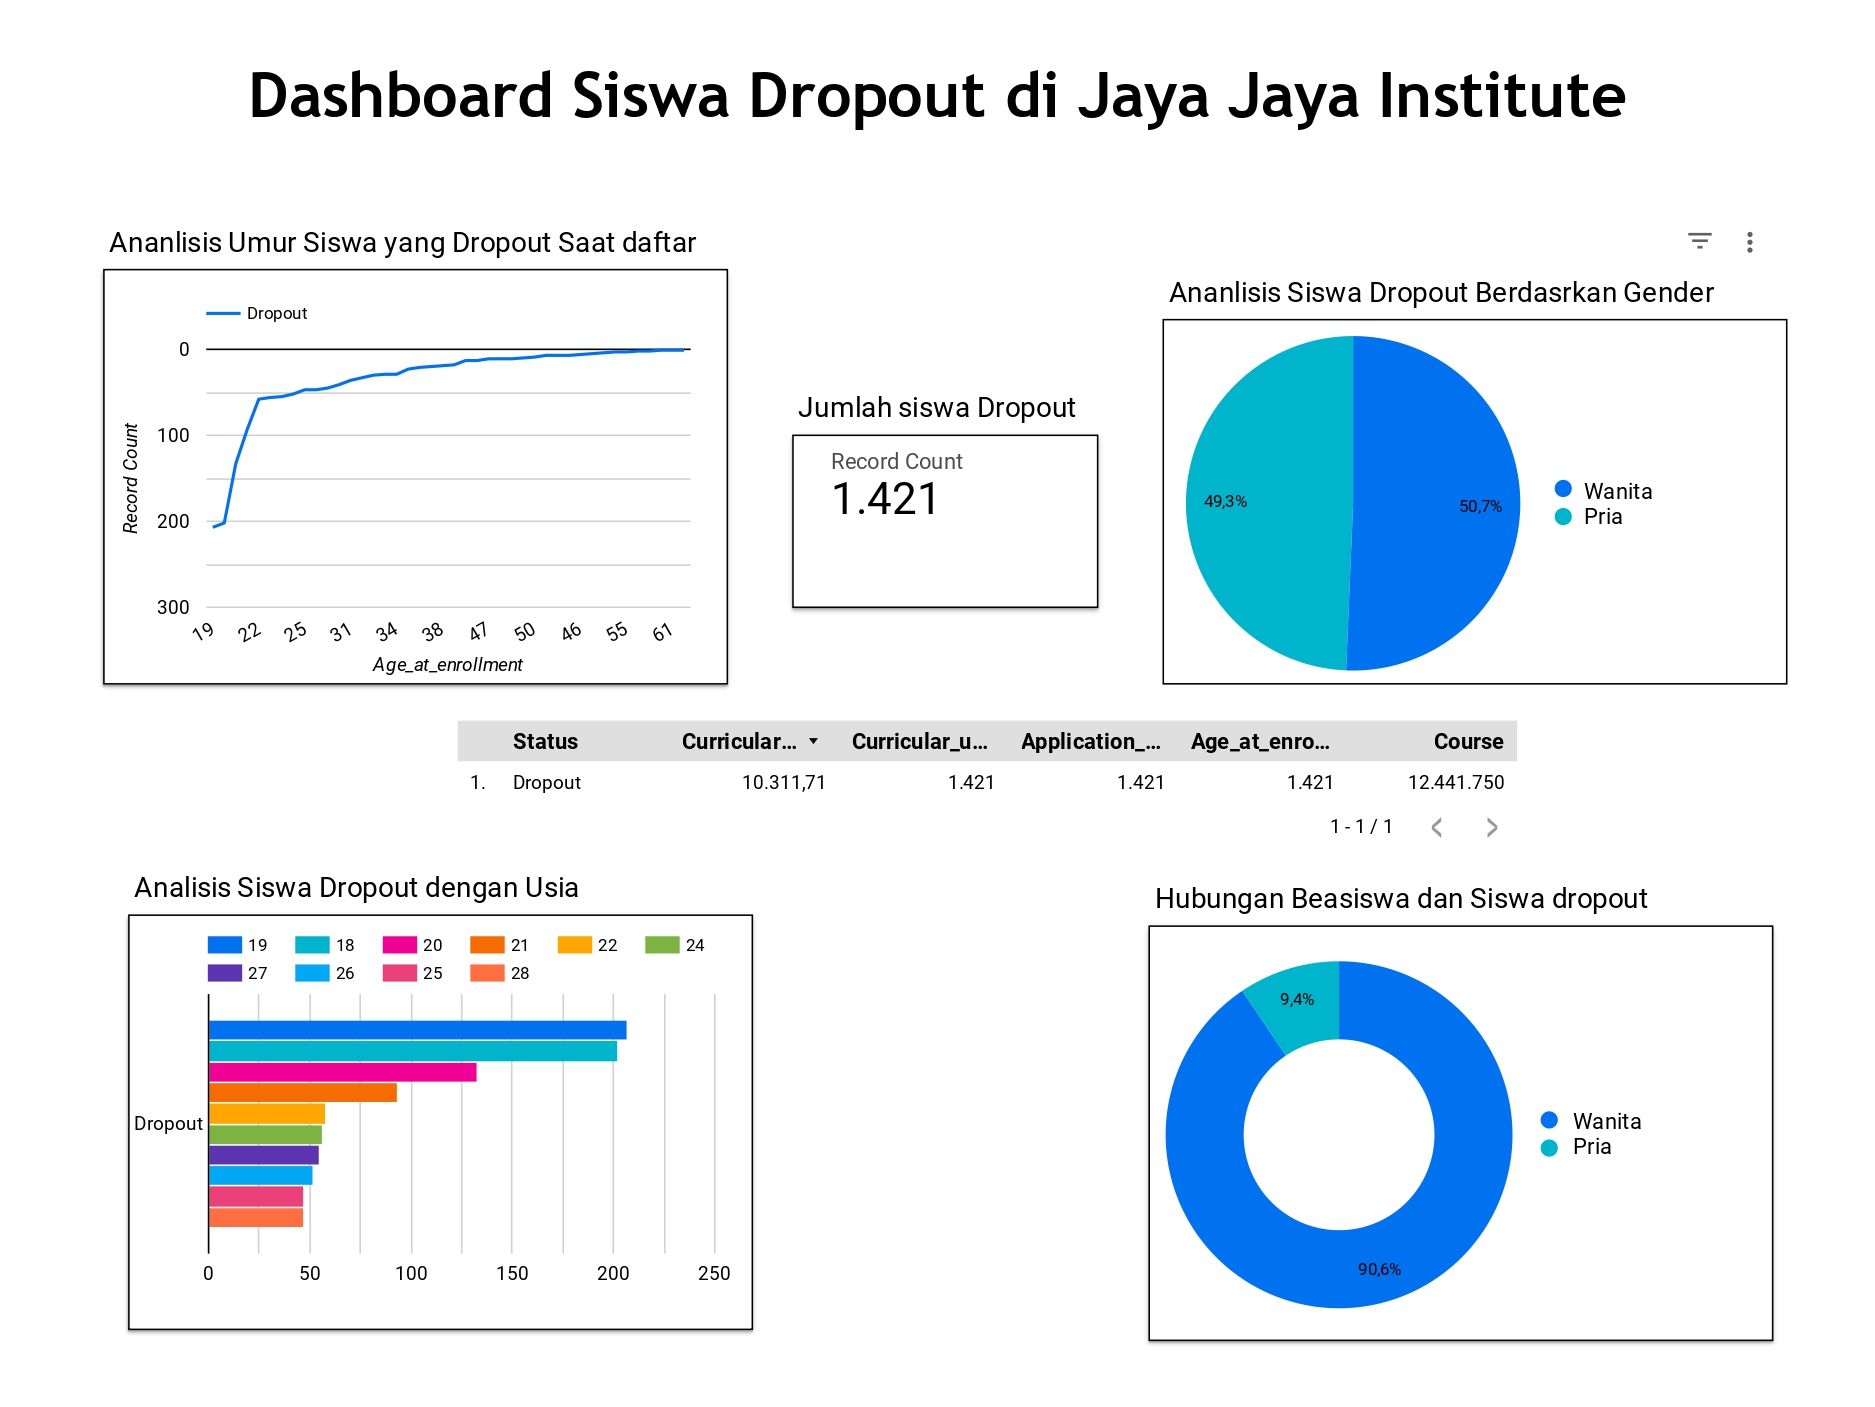 Dashboard Siswa Dropout di Jaya Jaya Institute
Ananlisis Umur Siswa yang Dropout Saat daftar
Dropout
0
100
200
300
Record Count
19 22 25 31 34 38 47 50 46 55 61
Age_at_enrollment
Jumlah siswa Dropout
Record Count
1.421
Ananlisis Siswa Dropout Berdasrkan Gender
49,3%
50,7%
Wanita
Pria
Status Curricular... Curricular_u... Application_... Age_at_enro... Course
1. Dropout 10.311,71 1.421 1.421 1.421 12.441.750
1 - 1 / 1
Analisis Siswa Dropout dengan Usia
19 18 20 21 22 24
27 26 25 28
Dropout
0 50 100 150 200 250
Hubungan Beasiswa dan Siswa dropout
9,4%
90,6%
Wanita
Pria